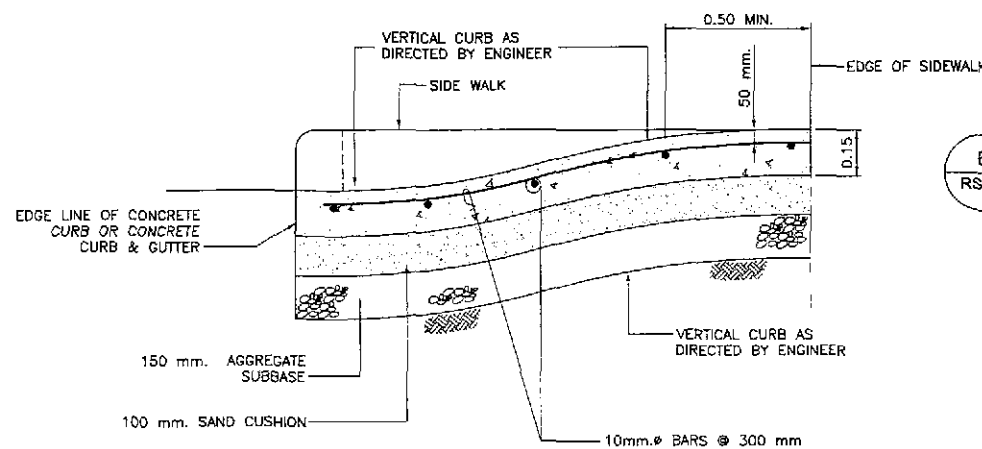 0.50 MIN.
VERTICAL CURB AS
DIRECTED BY ENGINEER
50 mm.
EDGE OF SIDEWALK
SIDE WALK
0.15
RS
EDGE LINE OF CONCRETE
CURB OR CONCRETE
CURB & GUTTER
VERTICAL CURB AS
DIRECTED BY ENGINEER
150 mm. AGGREGATE
SUBBASE
100 mm. SAND CUSHION
10mm.ø BARS @ 300 mm